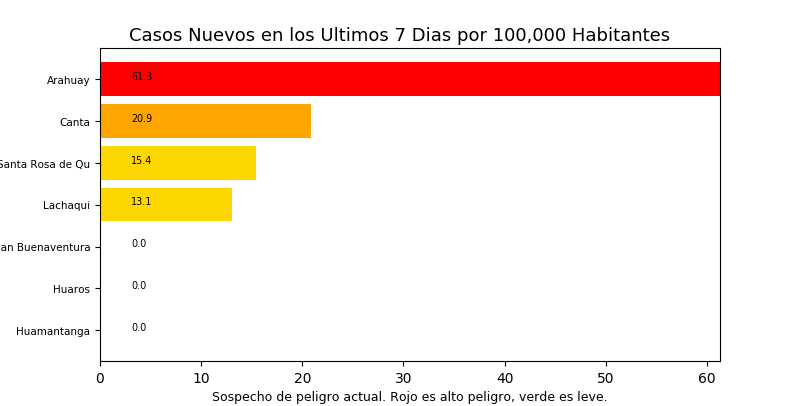 Casos Nuevos en los Ultimos 7 Dias por 100,000 Habitantes
Arahuay 61.3
Canta 20.9
Santa Rosa de Qu 15.4
Lachaqui 13.1
an Buenaventura 0.0
Huaros 0.0
Huamantanga 0.0
0 10 20 30 40 50 60
Sospecho de peligro actual. Rojo es alto peligro, verde es leve.